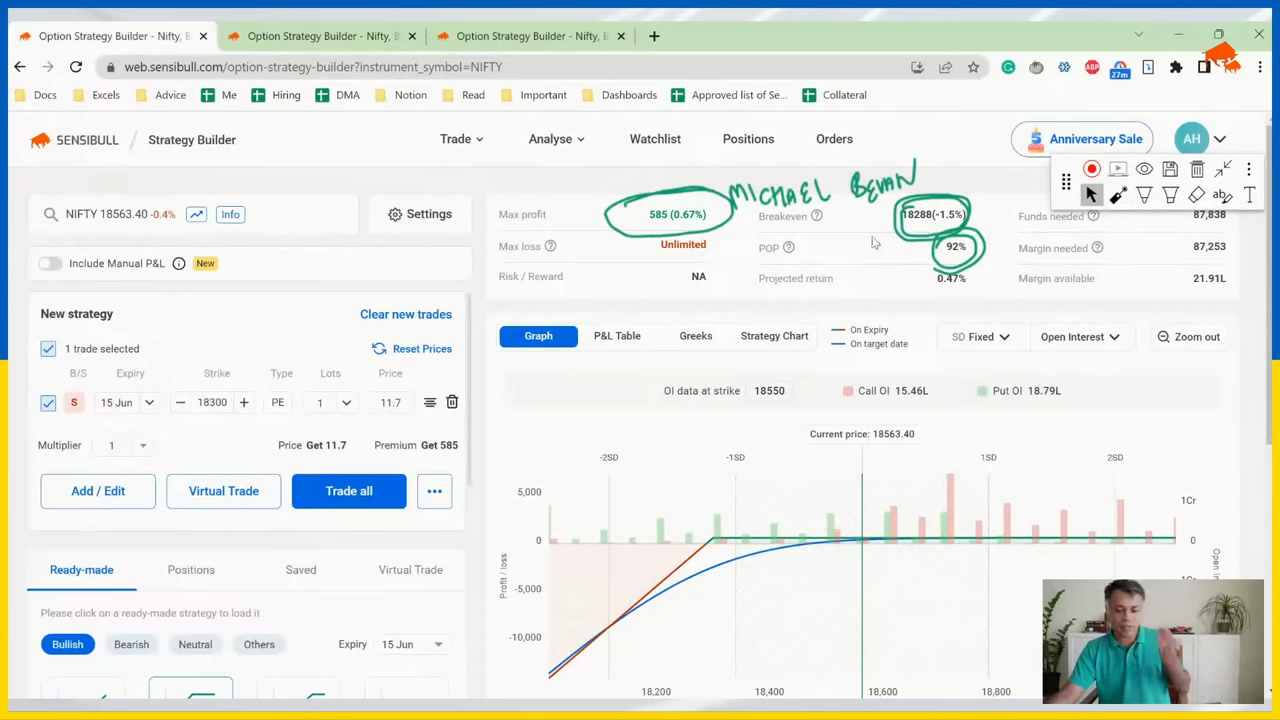 Option Strategy Builder - Nifty, B
Option Strategy Builder - Nifty, B
Option Strategy Builder - Nifty, B
web.sensibull.com/option-strategy-builder?instrument_symbol=NIFTY
ABP
27m
Docs Excels Advice Me Hiring DMA Notion Read Important Dashboards Approved list of Se... Collateral
SENSIBULL Strategy Builder Trade Analyse Watchlist Positions Orders 5 Anniversary Sale AH
MICHAEL BEVAN
NIFTY 18563.40 -0.4% Info Settings
Include Manual P&L New
New strategy Clear new trades
1 trade selected Reset Prices
B/S Expiry Strike Type Lots Price
S 15 Jun 18300 PE 1 11.7
Multiplier 1 Price Get 11.7 Premium Get 585
Add / Edit Virtual Trade Trade all
Ready-made Positions Saved Virtual Trade
Please click on a ready-made strategy to load it
Bullish Bearish Neutral Others Expiry 15 Jun
Max profit 585 (0.67%) Breakeven 18288(-1.5%) Funds needed 87,838
Max loss Unlimited POP 92% Margin needed 87,253
Risk / Reward NA Projected return 0.47% Margin available 21.91L
Graph P&L Table Greeks Strategy Chart On Expiry On target date SD Fixed Open Interest Zoom out
OI data at strike 18550 Call OI 15.46L Put OI 18.79L
Current price: 18563.40
-2SD -1SD 1SD 2SD
5,000 1Cr
0 0
-5,000
-10,000
Profit / loss
18,200 18,400 18,600 18,800